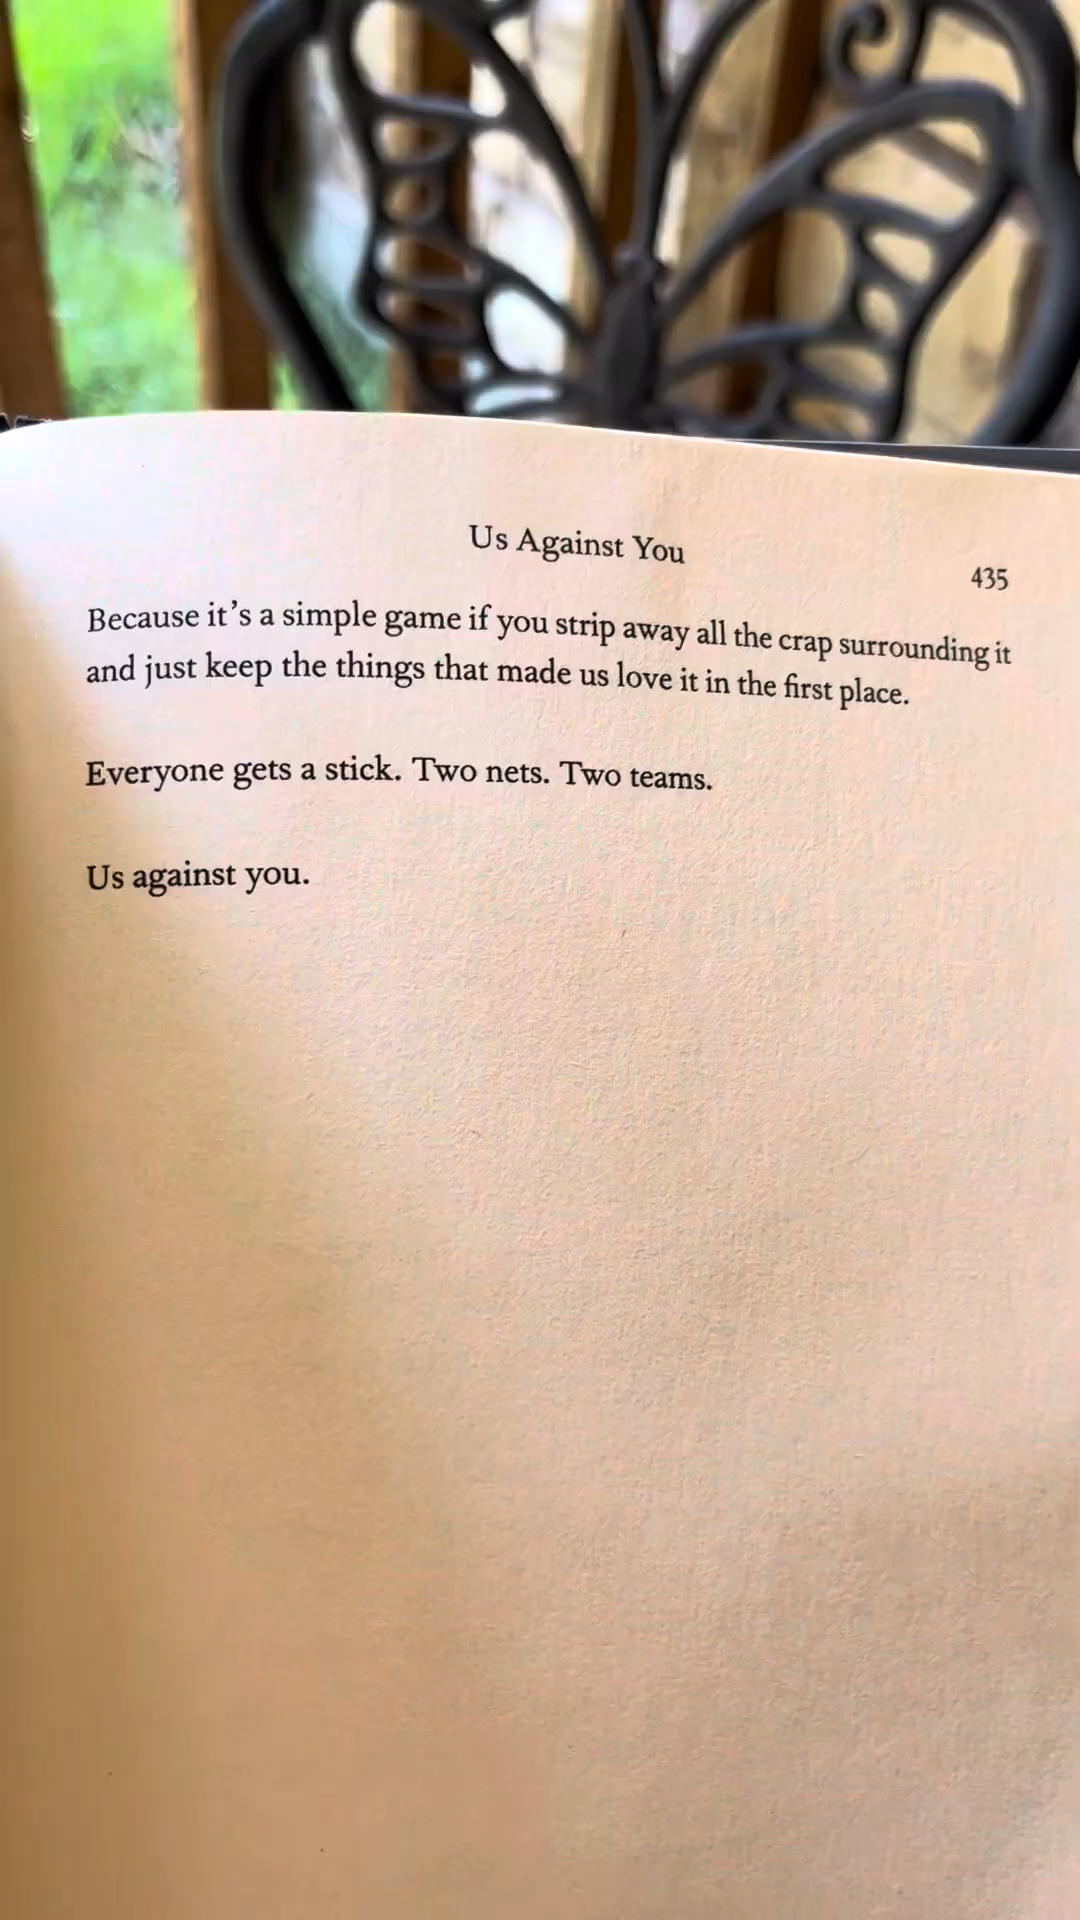 Us Against You
435
Because it's a simple game if you strip away all the crap surrounding it
and just keep the things that made us love it in the first place.
Everyone gets a stick. Two nets. Two teams.
Us against you.